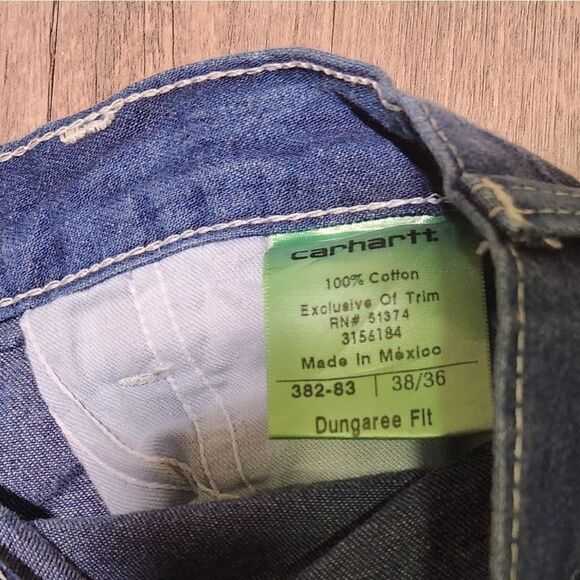 carhartt
100% Cotton
Exclusive Of Trim
RN# 51374
3156184
Made In México
382-83 | 38/36
Dungaree Fit